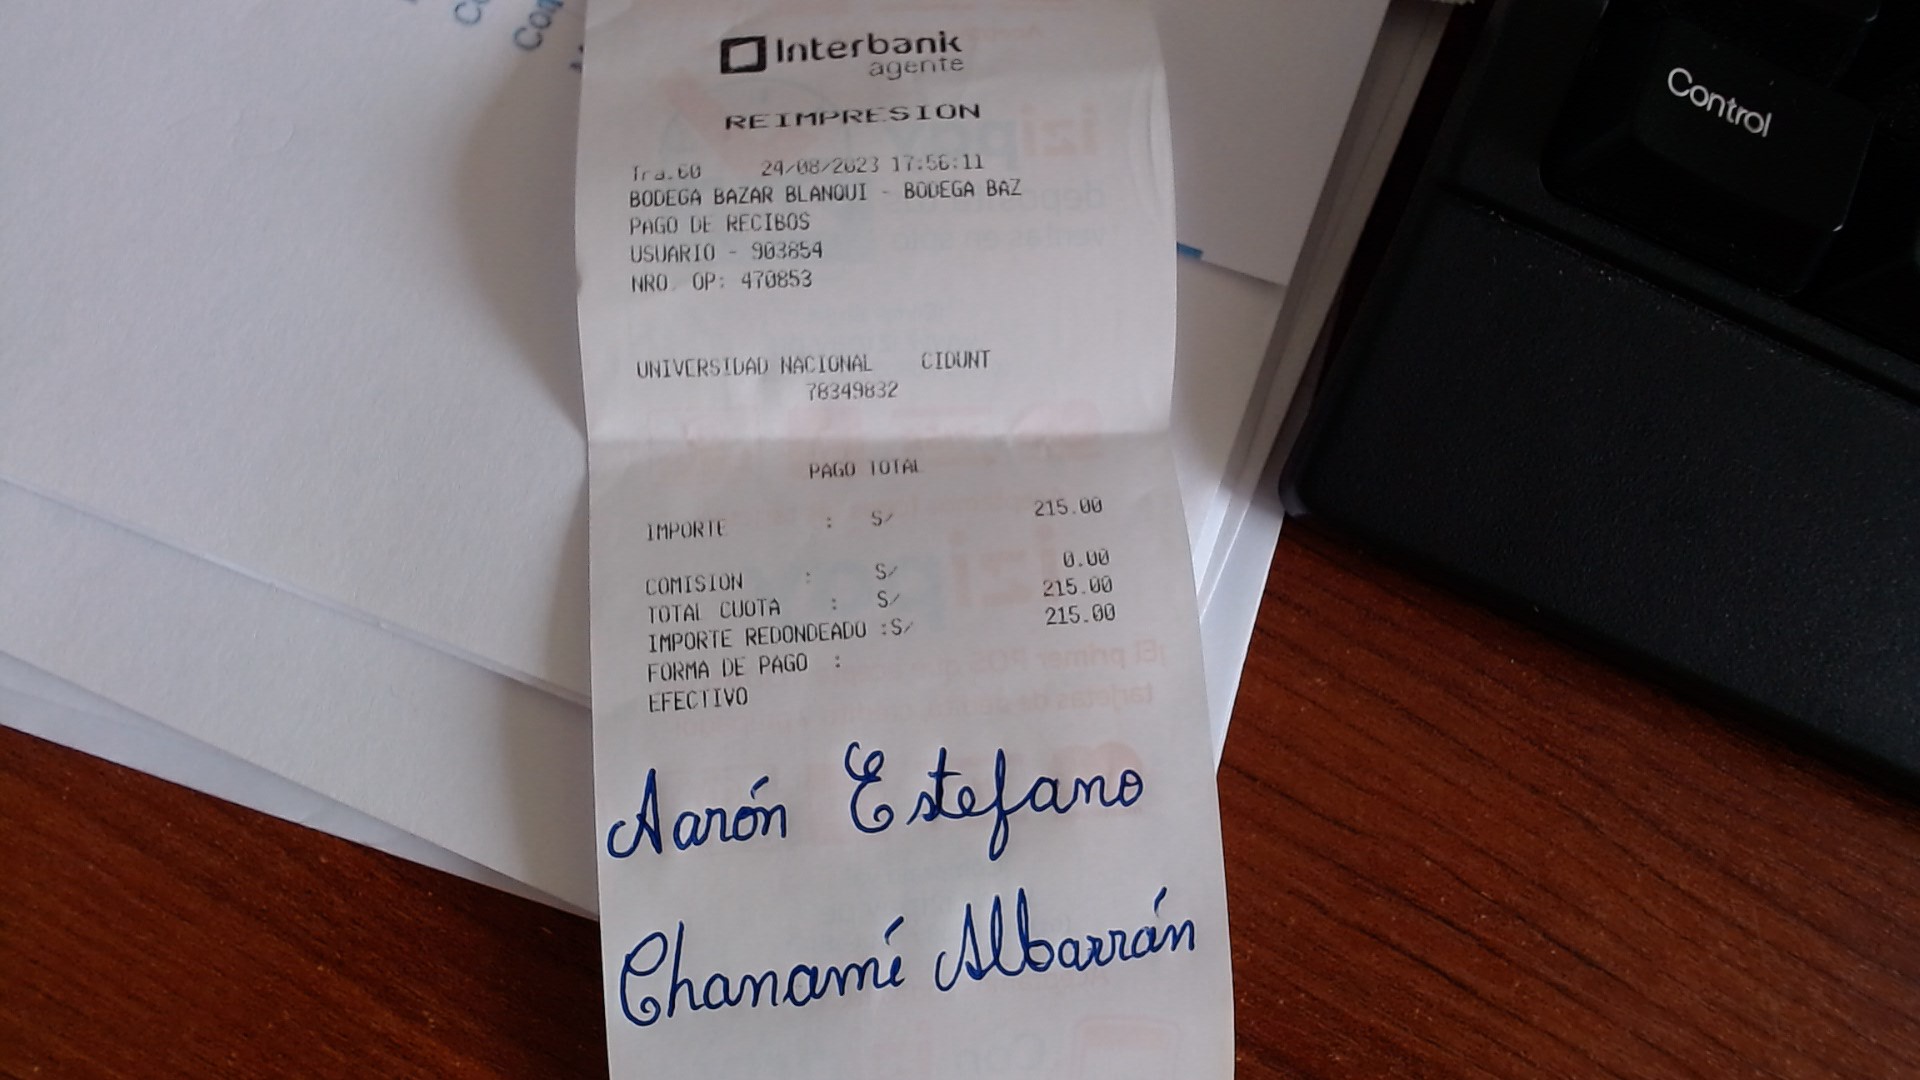 Interbank
agente
REIMPRESION
Tra.60 24/08/2023 17:56:11
BODEGA BAZAR BLANQUI - BODEGA BAZ
PAGO DE RECIBOS
USUARIO - 903854
NRO. OP: 470853
UNIVERSIDAD NACIONAL CIDUNT
78349832
PAGO TOTAL
IMPORTE : S/ 215.00
COMISION : S/ 0.00
TOTAL CUOTA : S/ 215.00
IMPORTE REDONDEADO :S/ 215.00
FORMA DE PAGO :
EFECTIVO
Aarón Estefano
Chanamé Albarrán
Control